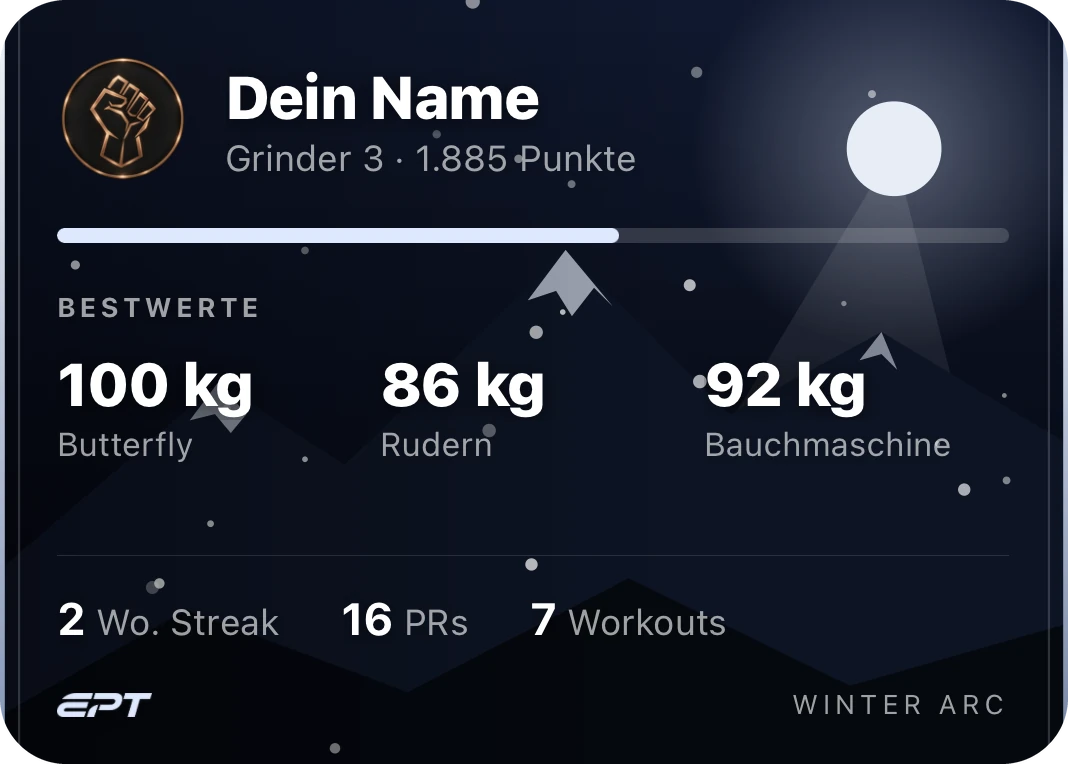 Dein Name
Grinder 3 · 1.885 Punkte
BESTWERTE
100 kg 86 kg 92 kg
Butterfly Rudern Bauchmaschine
2 Wo. Streak 16 PRs 7 Workouts
EPT WINTER ARC